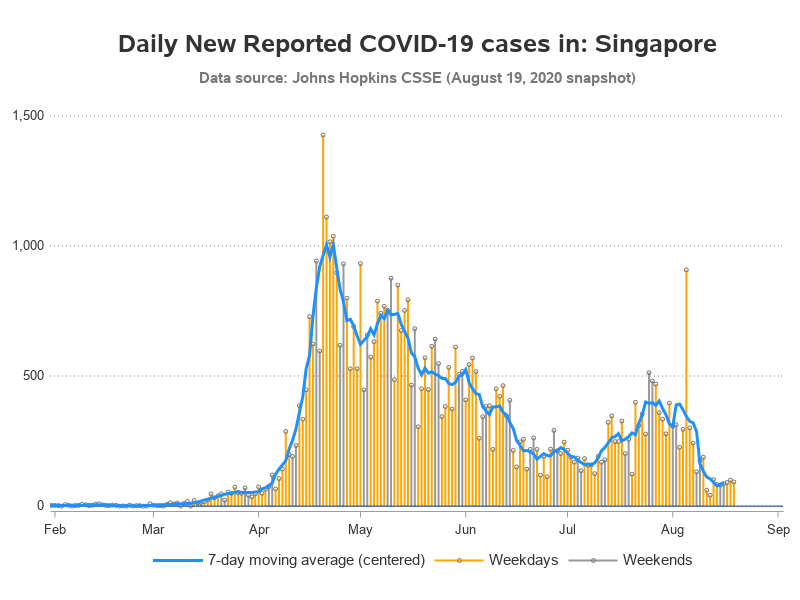 Daily New Reported COVID-19 cases in: Singapore
Data source: Johns Hopkins CSSE (August 19, 2020 snapshot)
1,500
1,000
500
0
Feb Mar Apr May Jun Jul Aug Sep
7-day moving average (centered) Weekdays Weekends